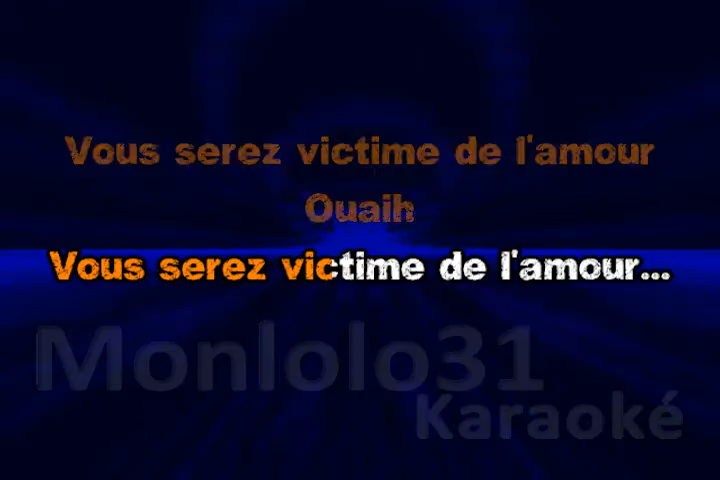 Vous serez victime de l'amour
Ouaih
Vous serez victime de l'amour...
Monlolo31
Karaoké